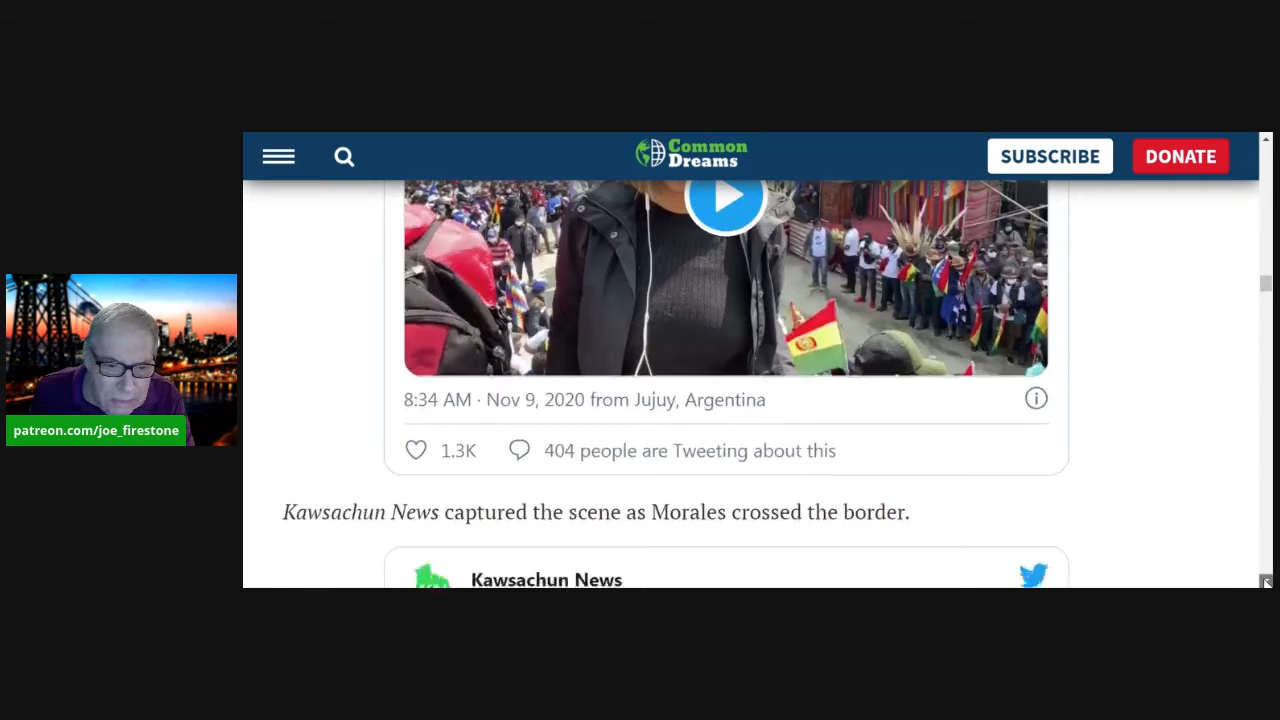 Common
Dreams
SUBSCRIBE
DONATE
8:34 AM · Nov 9, 2020 from Jujuy, Argentina
1.3K
404 people are Tweeting about this
Kawsachun News captured the scene as Morales crossed the border.
Kawsachun News
patreon.com/joe_firestone